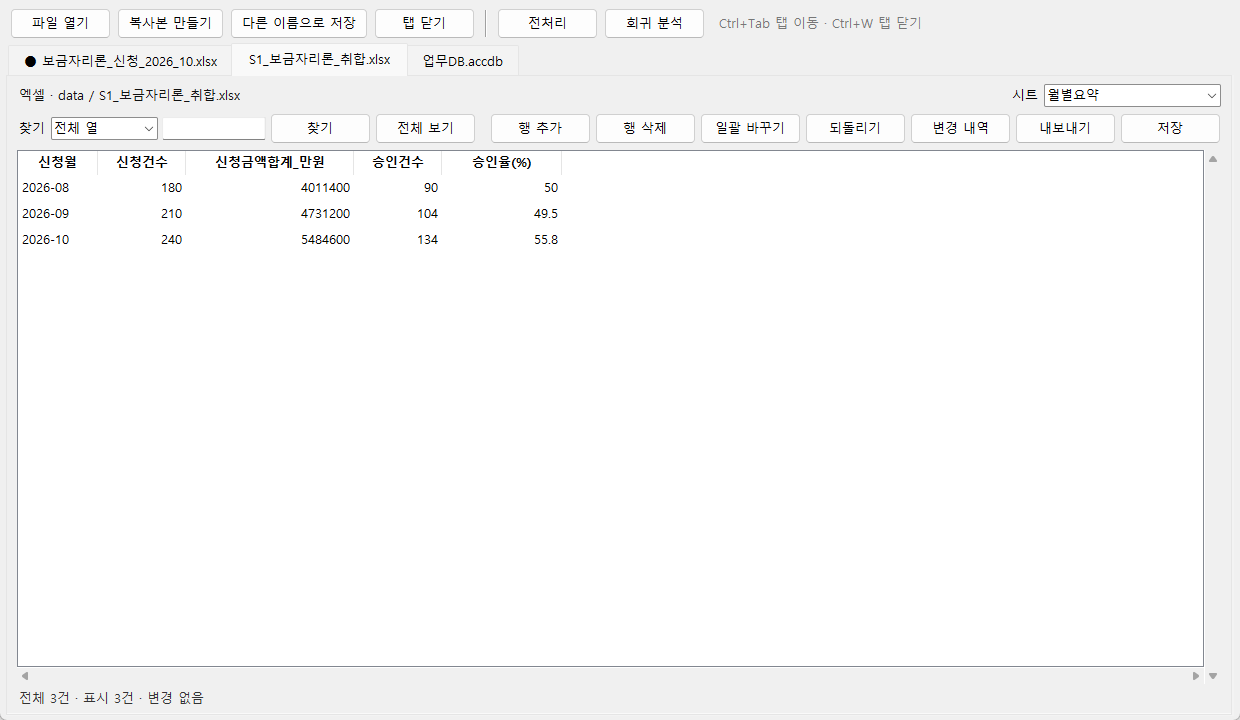 파일 열기 복사본 만들기 다른 이름으로 저장 탭 닫기 전처리 회귀 분석 Ctrl+Tab 탭 이동 · Ctrl+W 탭 닫기
● 보금자리론_신청_2026_10.xlsx S1_보금자리론_취합.xlsx 업무DB.accdb
엑셀 · data / S1_보금자리론_취합.xlsx 시트 월별요약
찾기 전체 열 찾기 전체 보기 행 추가 행 삭제 일괄 바꾸기 되돌리기 변경 내역 내보내기 저장
신청월 신청건수 신청금액합계_만원 승인건수 승인율(%)
2026-08 180 4011400 90 50
2026-09 210 4731200 104 49.5
2026-10 240 5484600 134 55.8
전체 3건 · 표시 3건 · 변경 없음